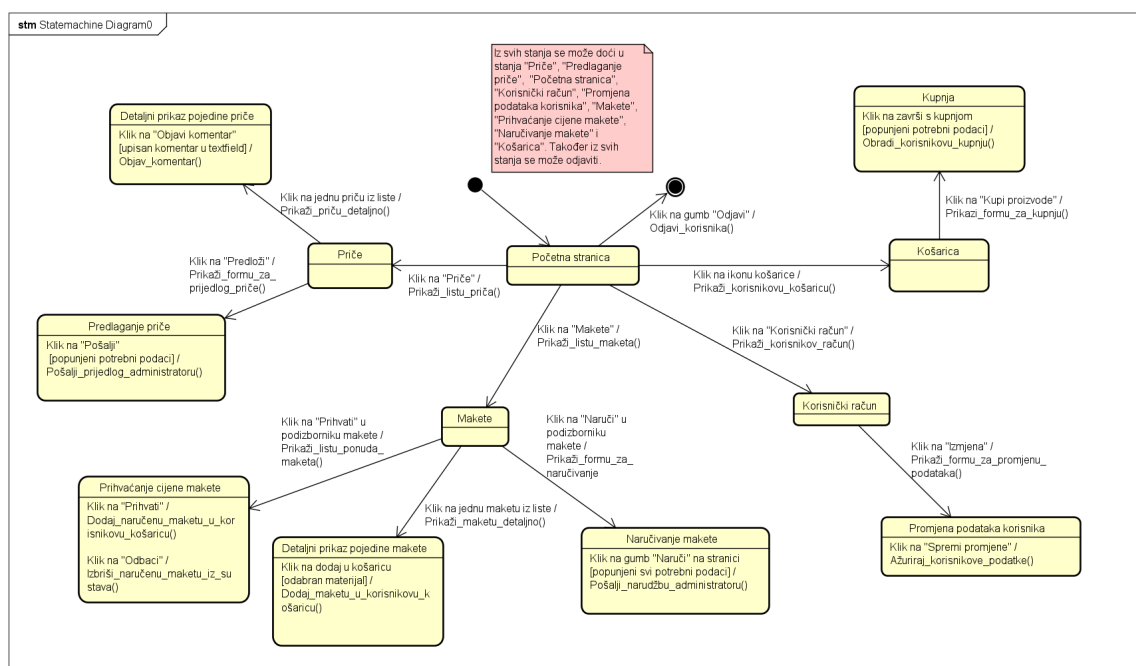 stm Statemachine Diagram0
Iz svih stanja se može doći u
stanja "Priče", "Predlaganje
priče", "Početna stranica",
"Korisnički račun", "Promjena
podataka korisnika", "Makete",
"Prihvaćanje cijene makete",
"Naručivanje makete" i
"Košarica". Također iz svih
stanja se može odjaviti.
Detaljni prikaz pojedine priče
Klik na "Objavi komentar"
[upisan komentar u textfield] /
Objav_komentar()
Kupnja
Klik na završi s kupnjom
[popunjeni potrebni podaci] /
Obradi_korisnikovu_kupnju()
Klik na jednu priču iz liste /
Prikaži_priču_detaljno()
Klik na gumb "Odjavi" /
Odjavi_korisnika()
Klik na "Kupi proizvode" /
Prikazi_formu_za_kupnju()
Klik na "Predloži" /
Prikaži_formu_za_
prijedlog_priče()
Priče
Klik na "Priče" /
Prikaži_listu_priča()
Početna stranica
Klik na ikonu košarice /
Prikaži_korisnikovu_košaricu()
Košarica
Predlaganje priče
Klik na "Pošalji"
[popunjeni potrebni podaci] /
Pošalji_prijedlog_administratoru()
Klik na "Makete" /
Prikaži_listu_maketa()
Klik na "Korisnički račun" /
Prikaži_korisnikov_račun()
Klik na "Prihvati" u
podizborniku makete /
Prikaži_listu_ponuda_
maketa()
Makete
Klik na "Naruči" u
podizborniku
makete /
Prikaži_formu_za_
naručivanje
Korisnički račun
Klik na "Izmjena" /
Prikaži_formu_za_promjenu_
podataka()
Prihvaćanje cijene makete
Klik na "Prihvati" /
Dodaj_naručenu_maketu_u_kor
isnikovu_košaricu()
Klik na "Odbaci" /
Izbriši_naručenu_maketu_iz_su
stava()
Klik na jednu maketu iz liste /
Prikaži_maketu_detaljno()
Detaljni prikaz pojedine makete
Klik na dodaj u košaricu
[odabran materijal] /
Dodaj_maketu_u_korisnikovu_k
ošaricu()
Naručivanje makete
Klik na gumb "Naruči" na stranici
[popunjeni svi potrebni podaci] /
Pošalji_narudžbu_administratoru()
Promjena podataka korisnika
Klik na "Spremi promjene" /
Ažuriraj_korisnikove_podatke()